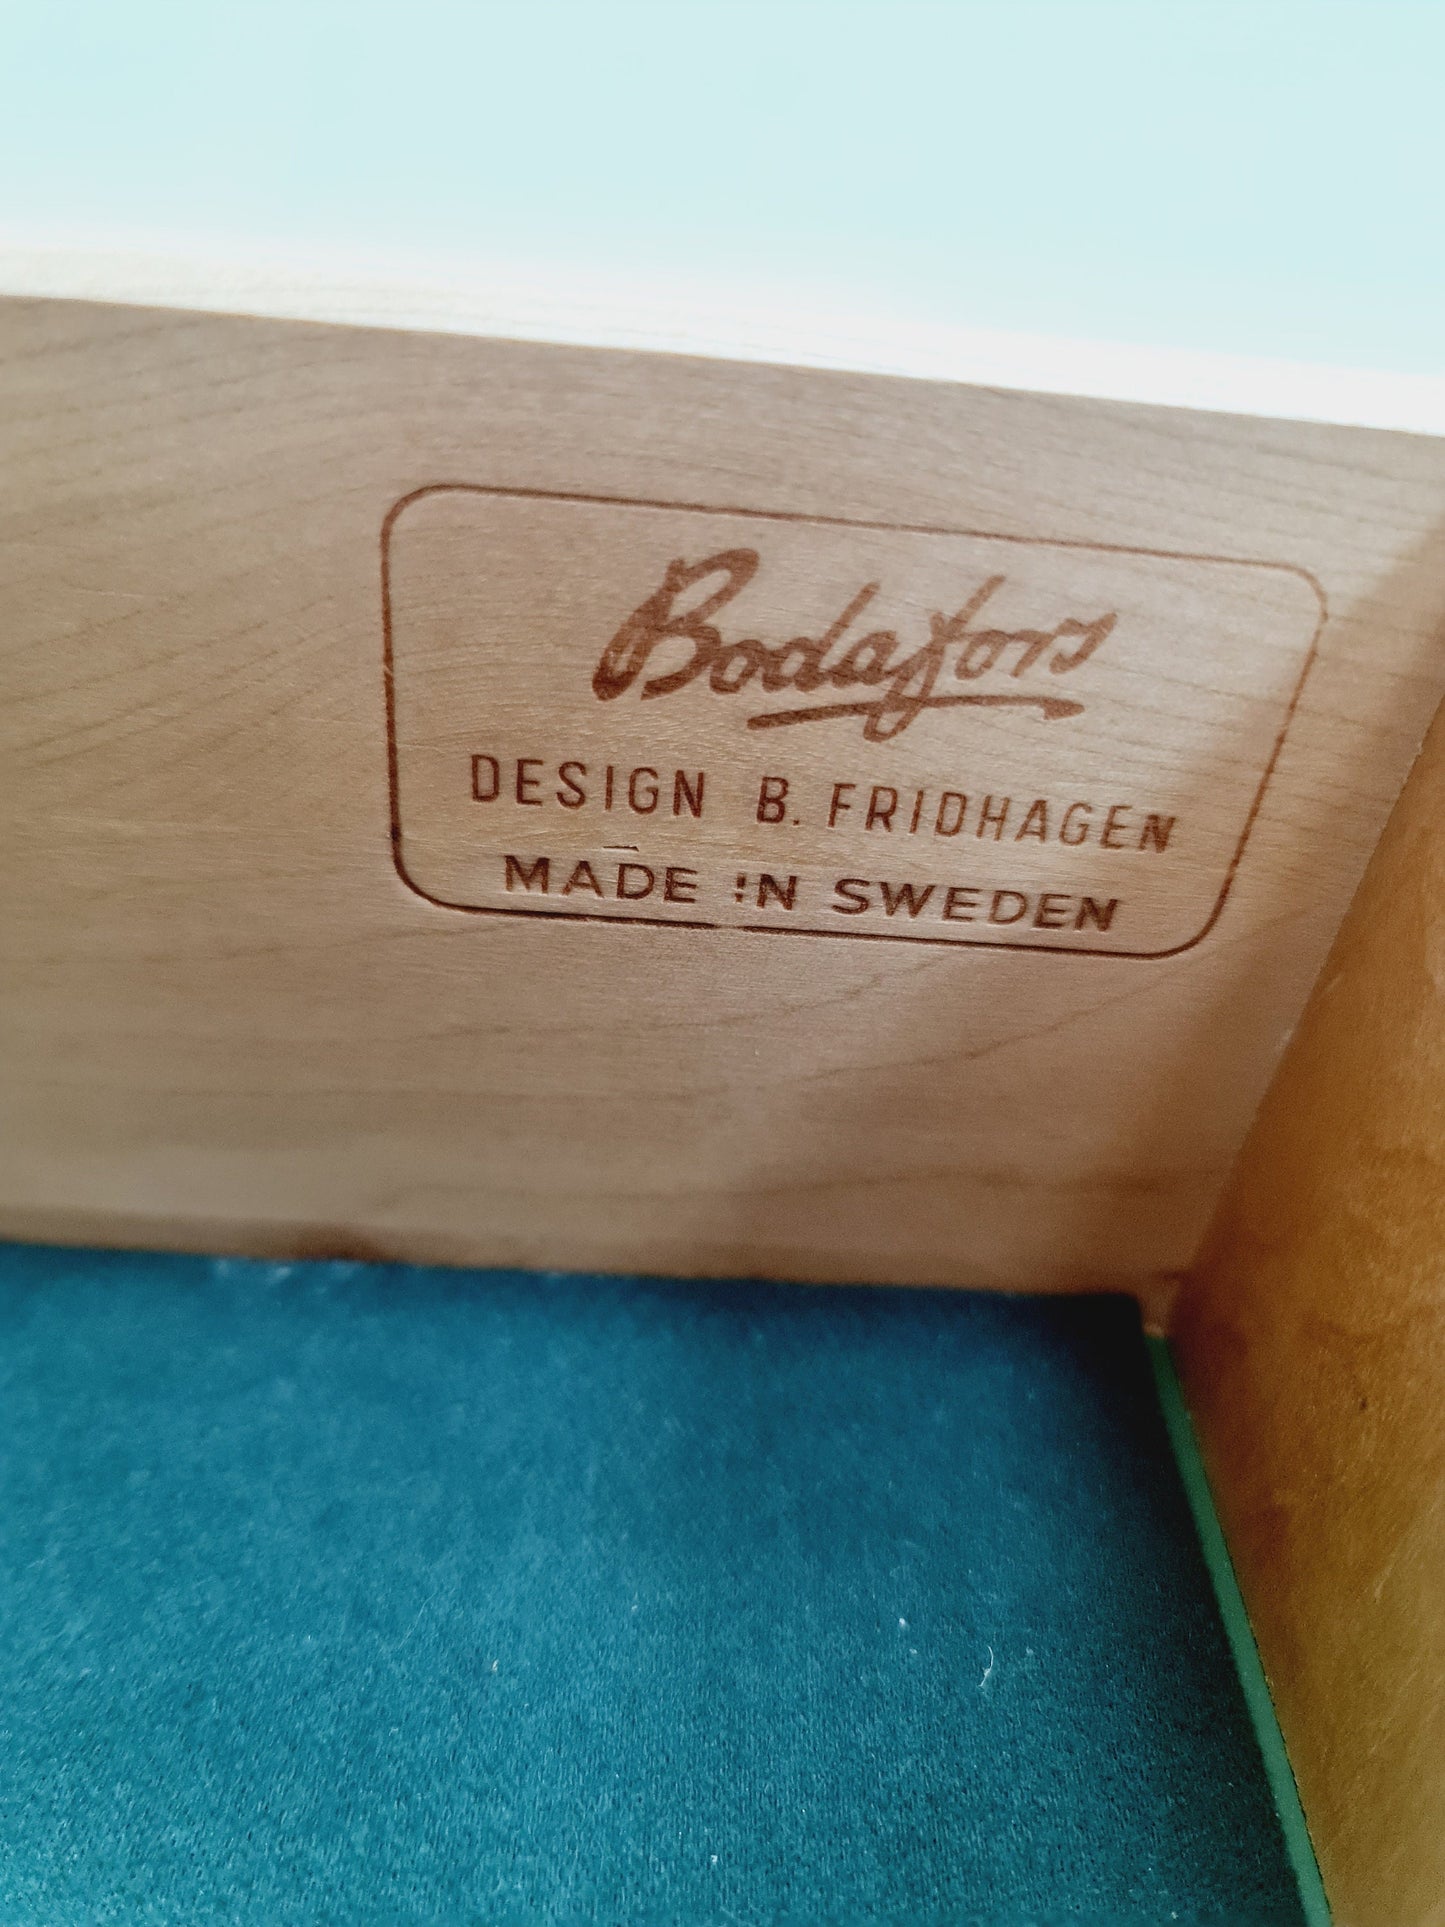 Bodafors
DESIGN B. FRIDHAGEN
MADE IN SWEDEN